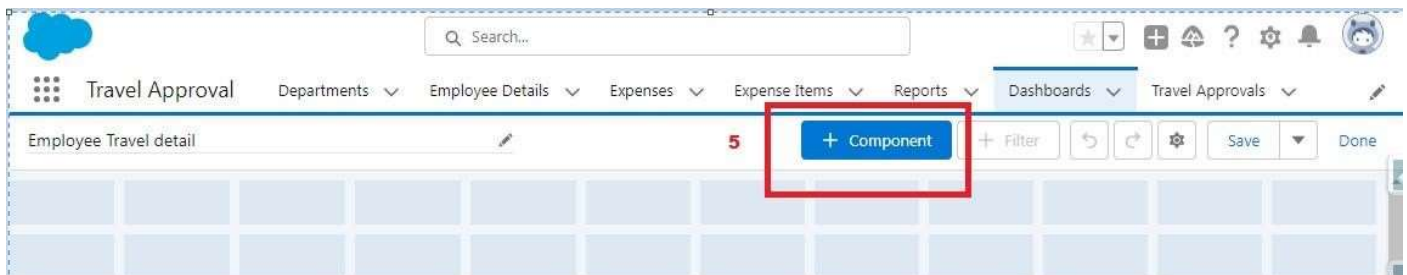 Search...
Travel Approval Departments Employee Details Expenses Expense Items Reports Dashboards Travel Approvals
Employee Travel detail 5 + Component + Filter Save Done